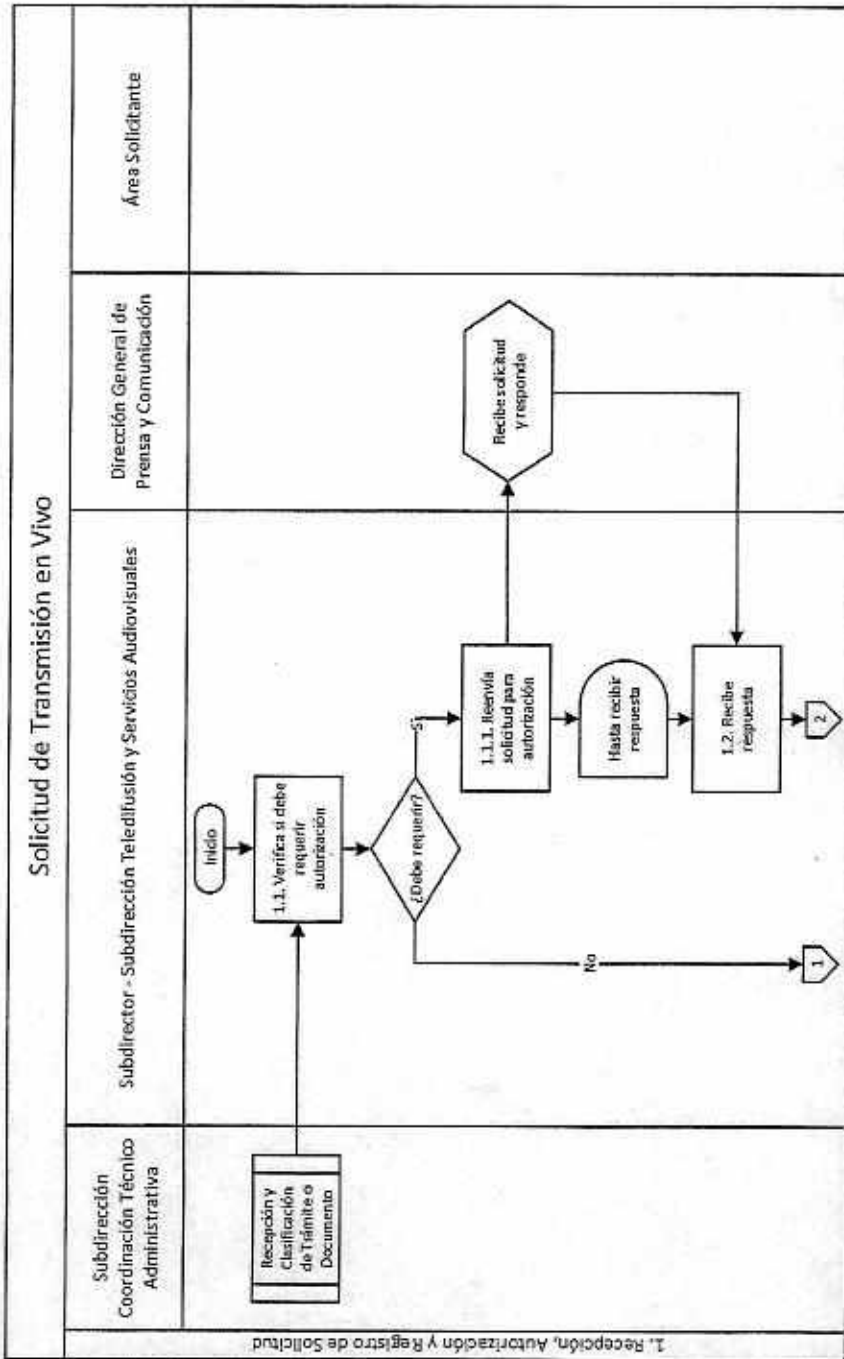 Solicitud de Transmisión en Vivo
Subdirección
Coordinación Técnico
Administrativa
Subdirector - Subdirección Teledifusión y Servicios Audiovisuales
Dirección General de
Prensa y Comunicación
Área Solicitante
1. Recepción, Autorización y Registro de Solicitud
Inicio
Recepción y
Clasificación
de Trámite o
Documento
1.1. Verifica si debe
requerir
autorización
¿Debe requerir?
Sí
No
1.1.1. Reenvía
solicitud para
autorización
Recibe solicitud
y responde
Hasta recibir
respuesta
1.2. Recibe
respuesta
1
2